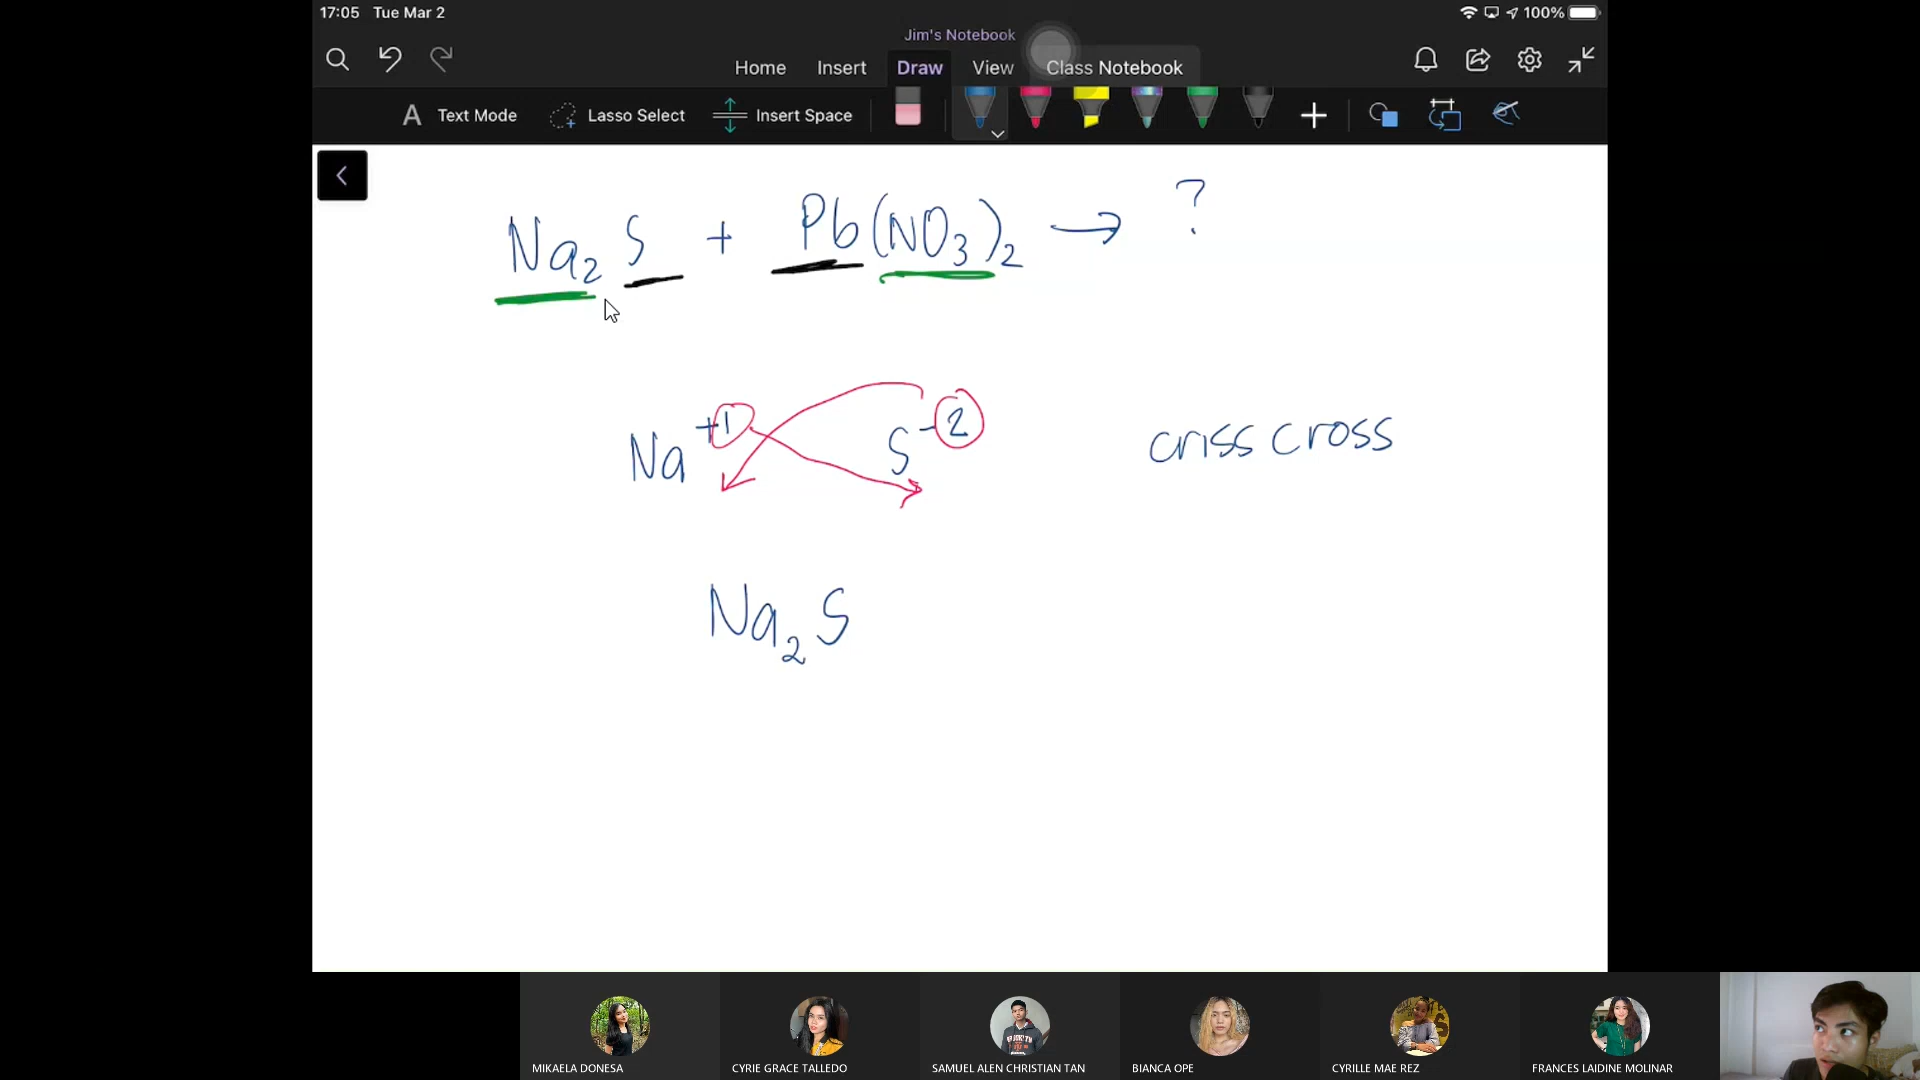 17:05 Tue Mar 2
100%
Jim's Notebook
Home Insert Draw View Class Notebook
A Text Mode Lasso Select Insert Space
Na₂S + Pb(NO₃)₂ → ?
Na⁺¹ S⁻² criss cross
Na₂S
MIKAELA DONESA CYRIE GRACE TALLEDO SAMUEL ALEN CHRISTIAN TAN BIANCA OPE CYRILLE MAE REZ FRANCES LAIDINE MOLINAR